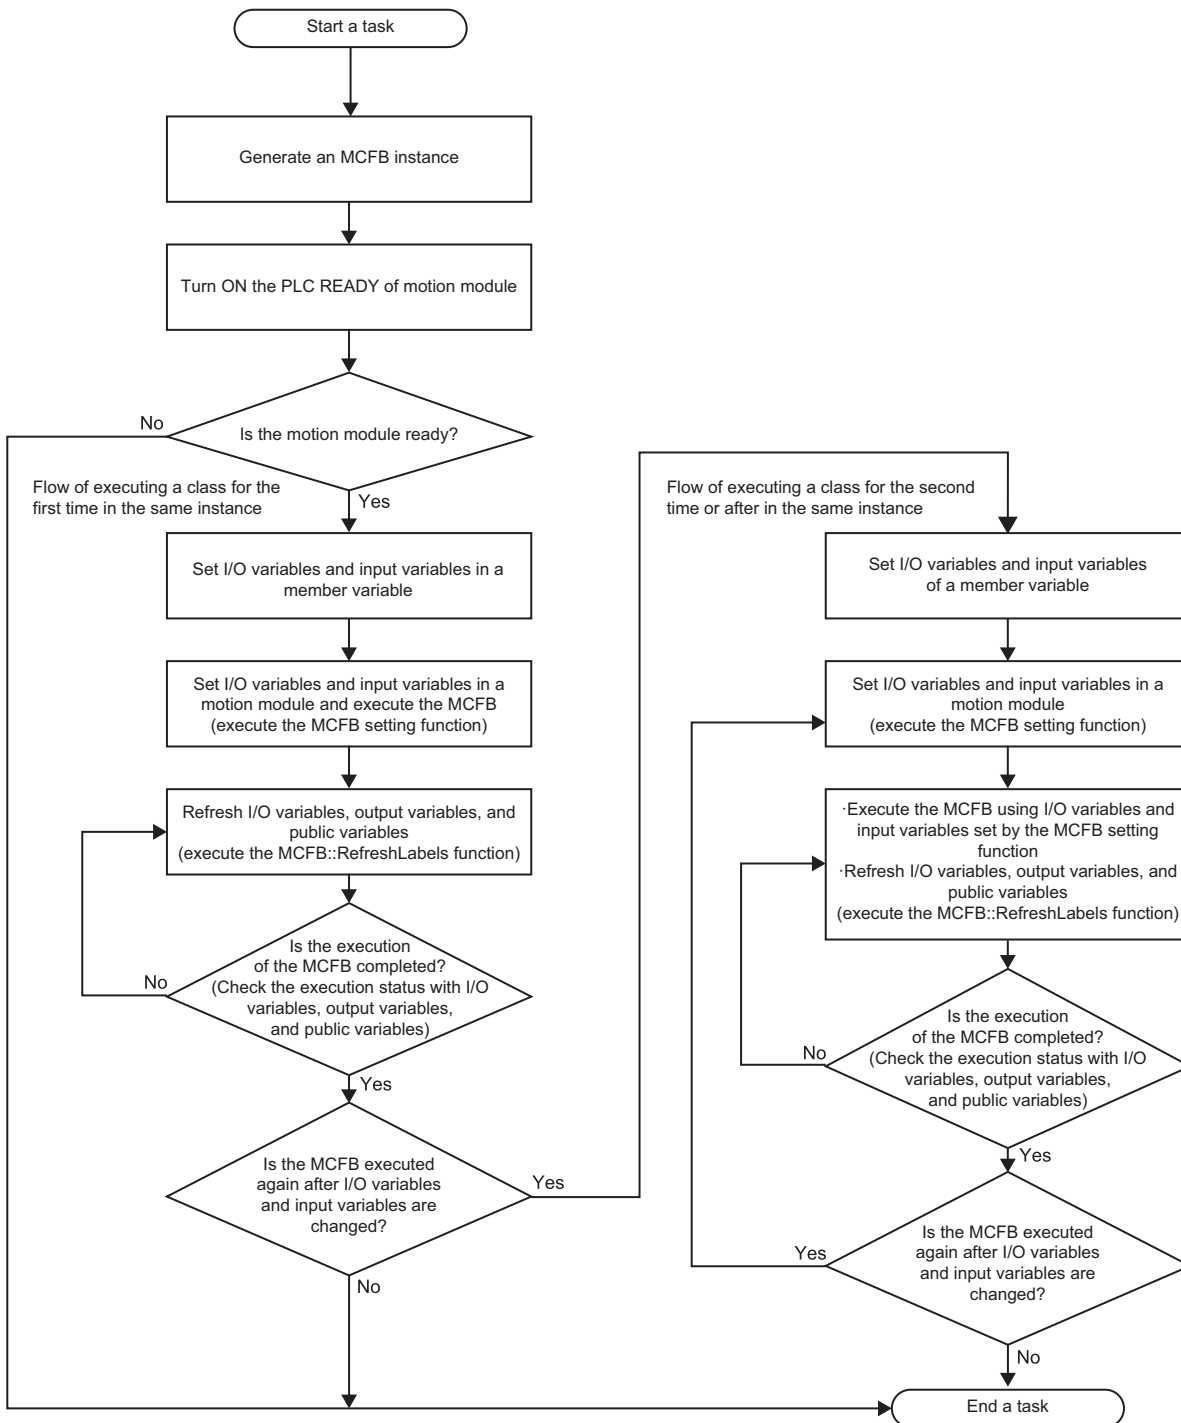 Start a task
Generate an MCFB instance
Turn ON the PLC READY of motion module
Is the motion module ready?
No
Yes
Flow of executing a class for the
first time in the same instance
Set I/O variables and input variables in a
member variable
Set I/O variables and input variables in a
motion module and execute the MCFB
(execute the MCFB setting function)
Refresh I/O variables, output variables, and
public variables
(execute the MCFB::RefreshLabels function)
Is the execution
of the MCFB completed?
(Check the execution status with I/O
variables, output variables,
and public variables)
No
Yes
Is the MCFB executed
again after I/O variables
and input variables are
changed?
Yes
No
Flow of executing a class for the second
time or after in the same instance
Set I/O variables and input variables
of a member variable
Set I/O variables and input variables in a
motion module
(execute the MCFB setting function)
·Execute the MCFB using I/O variables and
input variables set by the MCFB setting
function
·Refresh I/O variables, output variables, and
public variables
(execute the MCFB::RefreshLabels function)
Is the execution
of the MCFB completed?
(Check the execution status with I/O
variables, output variables,
and public variables)
No
Yes
Is the MCFB executed
again after I/O variables
and input variables are
changed?
Yes
No
End a task